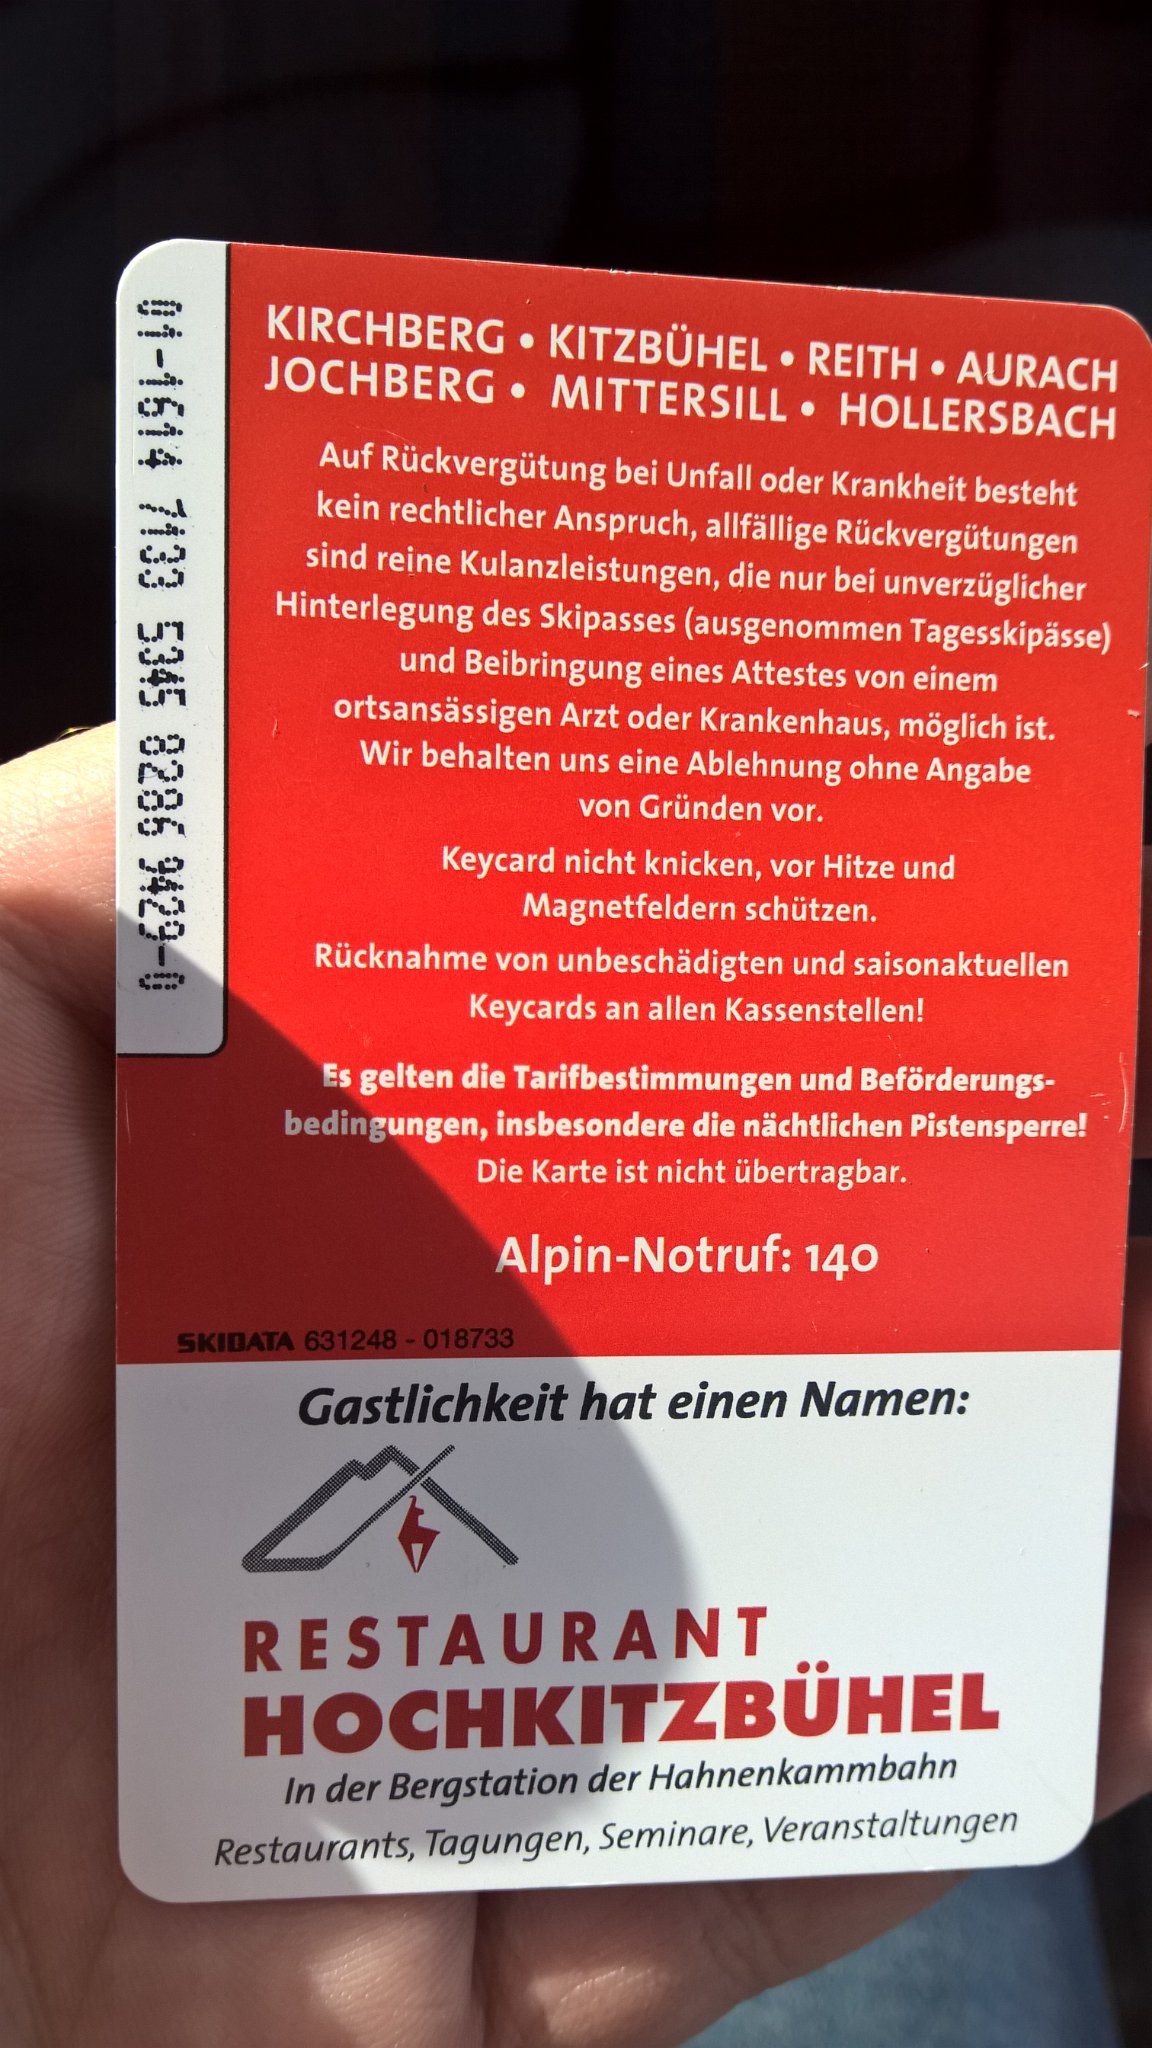 01-1614 7133 5345 8286 3426-0
KIRCHBERG • KITZBÜHEL • REITH • AURACH
JOCHBERG • MITTERSILL • HOLLERSBACH
Auf Rückvergütung bei Unfall oder Krankheit besteht
kein rechtlicher Anspruch, allfällige Rückvergütungen
sind reine Kulanzleistungen, die nur bei unverzüglicher
Hinterlegung des Skipasses (ausgenommen Tagesskipässe)
und Beibringung eines Attestes von einem
ortsansässigen Arzt oder Krankenhaus, möglich ist.
Wir behalten uns eine Ablehnung ohne Angabe
von Gründen vor.
Keycard nicht knicken, vor Hitze und
Magnetfeldern schützen.
Rücknahme von unbeschädigten und saisonaktuellen
Keycards an allen Kassenstellen!
Es gelten die Tarifbestimmungen und Beförderungs-
bedingungen, insbesondere die nächtlichen Pistensperre!
Die Karte ist nicht übertragbar.
Alpin-Notruf: 140
SKIDATA 631248 - 018733
Gastlichkeit hat einen Namen:
RESTAURANT
HOCHKITZBÜHEL
In der Bergstation der Hahnenkammbahn
Restaurants, Tagungen, Seminare, Veranstaltungen